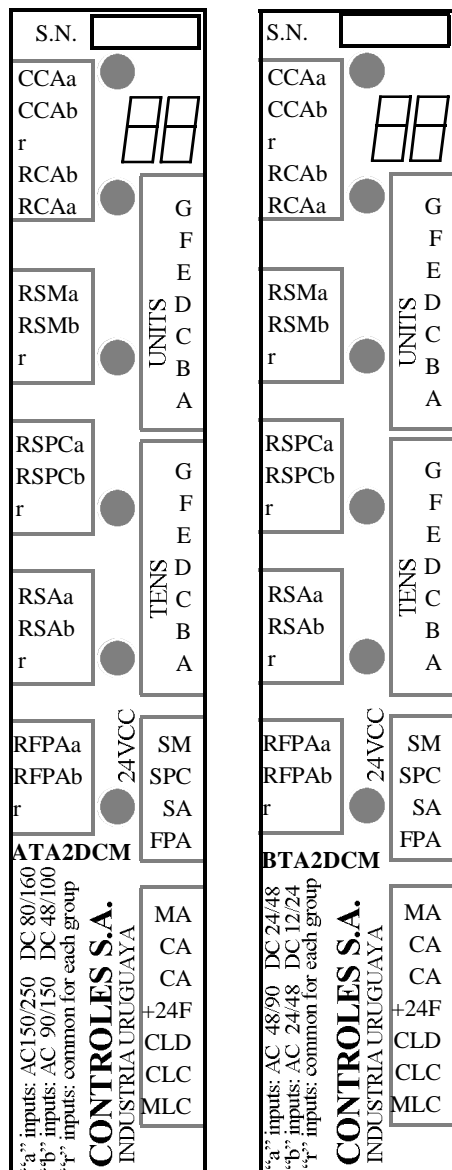 S.N.
CCAa
CCAb
r
RCAb
RCAa
RSMa
RSMb
r
RSPCa
RSPCb
r
RSAa
RSAb
r
RFPAa
RFPAb
r
UNITS
G
F
E
D
C
B
A
TENS
G
F
E
D
C
B
A
24VCC
SM
SPC
SA
FPA
ATA2DCM
MA
CA
CA
+24F
CLD
CLC
MLC
“a” inputs: AC150/250 DC 80/160
“b” inputs: AC 90/150 DC 48/100
“r” inputs: common for each group
CONTROLES S.A.
INDUSTRIA URUGUAYA
S.N.
CCAa
CCAb
r
RCAb
RCAa
RSMa
RSMb
r
RSPCa
RSPCb
r
RSAa
RSAb
r
RFPAa
RFPAb
r
UNITS
G
F
E
D
C
B
A
TENS
G
F
E
D
C
B
A
24VCC
SM
SPC
SA
FPA
BTA2DCM
MA
CA
CA
+24F
CLD
CLC
MLC
“a” inputs: AC 48/90 DC 24/48
“b” inputs: AC 24/48 DC 12/24
“r” inputs: common for each group
CONTROLES S.A.
INDUSTRIA URUGUAYA